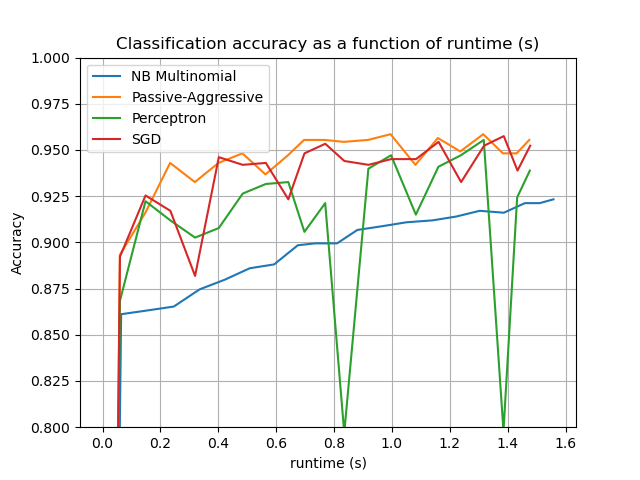 Classification accuracy as a function of runtime (s)
NB Multinomial
Passive-Aggressive
Perceptron
SGD
Accuracy
1.000
0.975
0.950
0.925
0.900
0.875
0.850
0.825
0.800
0.0 0.2 0.4 0.6 0.8 1.0 1.2 1.4 1.6
runtime (s)